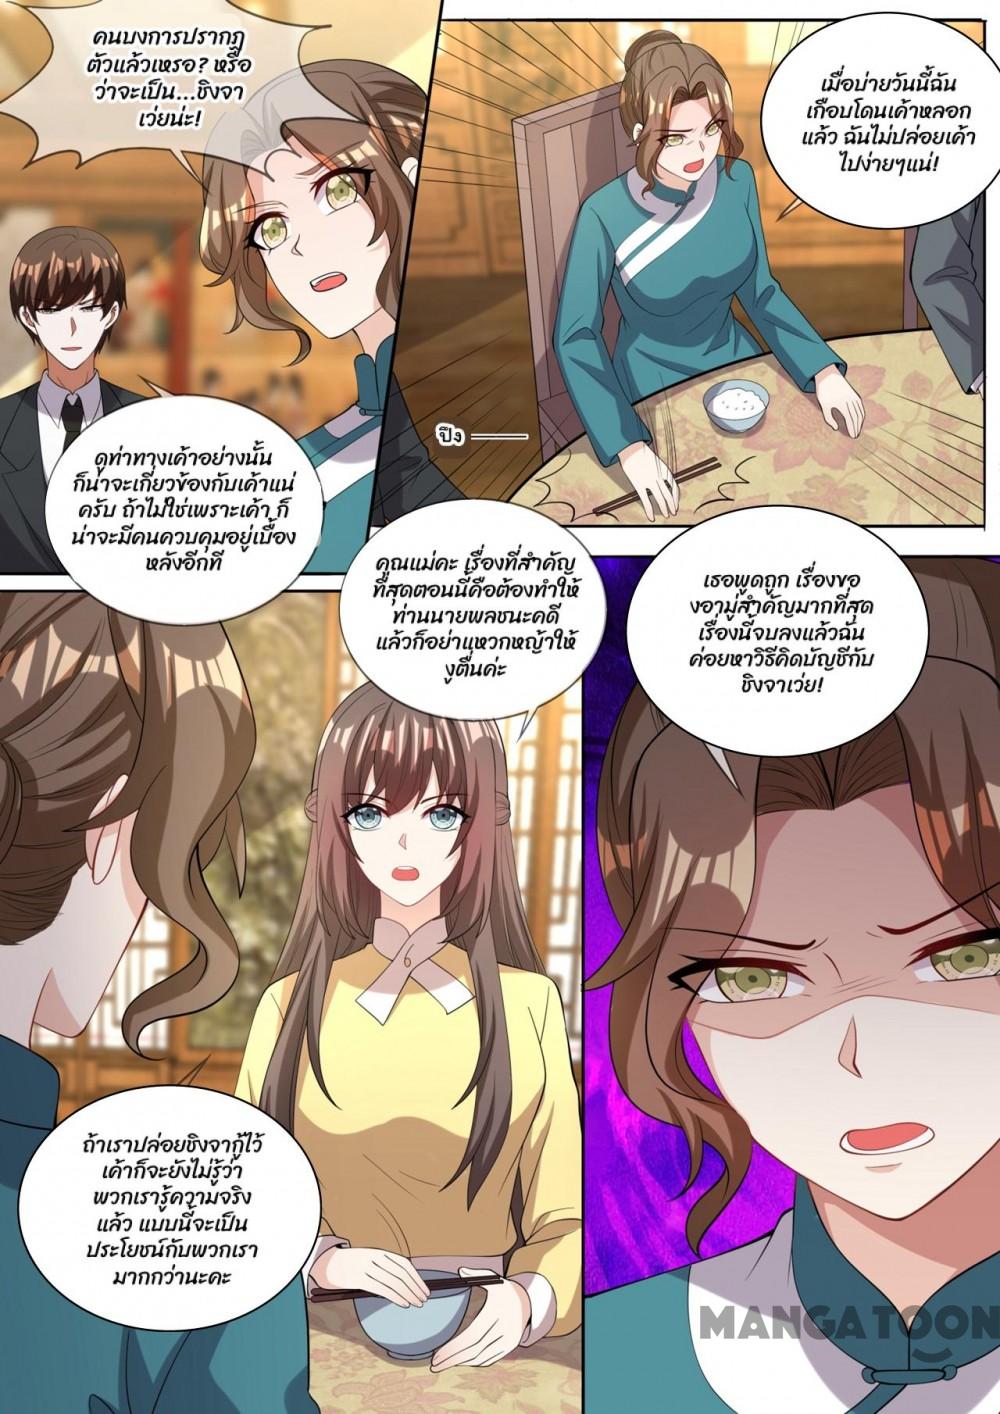 คนบงการปรากฏ
ตัวแล้วเหรอ? หรือ
ว่าจะเป็น...ชิงจา
เว่ยน่ะ!
เมื่อบ่ายวันนี้ฉัน
เกือบโดนเค้าหลอก
แล้ว ฉันไม่ปล่อยเค้า
ไปง่ายๆแน่!
ปึง
ดูท่าทางเค้าอย่างนั้น
ก็น่าจะเกี่ยวข้องกับเค้าแน่
ครับ ถ้าไม่ใช่เพราะเค้า ก็
น่าจะมีคนควบคุมอยู่เบื้อง
หลังอีกที
คุณแม่คะ เรื่องที่สำคัญ
ที่สุดตอนนี้คือต้องทำให้
ท่านนายพลชนะคดี
แล้วก็อย่าแหวกหญ้าให้
งูตื่นค่ะ
เธอพูดถูก เรื่องขอ
งอามู่สำคัญมากที่สุด
เรื่องนี้จบลงแล้วฉัน
ค่อยหาวิธีคิดบัญชีกับ
ชิงจาเว่ย!
ถ้าเราปล่อยชิงจากู้ไว้
เค้าก็จะยังไม่รู้ว่า
พวกเรารู้ความจริง
แล้ว แบบนี้จะเป็น
ประโยชน์กับพวกเรา
มากกว่านะคะ
MANGATOON